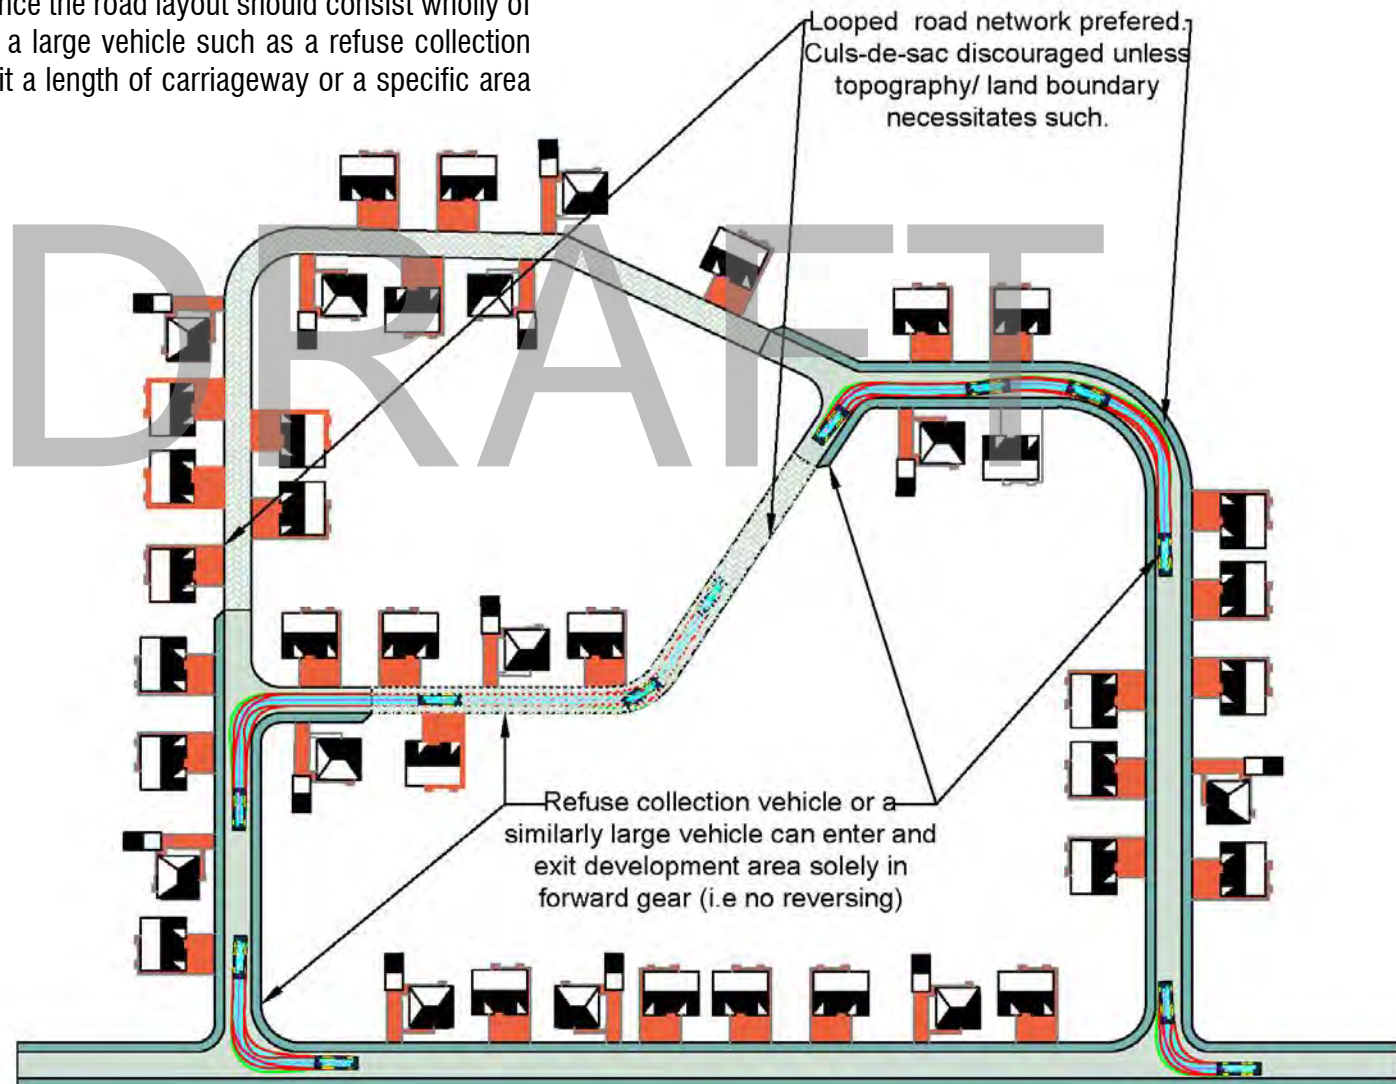 nce the road layout should consist wholly of
a large vehicle such as a refuse collection
it a length of carriageway or a specific area
Looped road network prefered.
Culs-de-sac discouraged unless
topography/ land boundary
necessitates such.
DRAFT
Refuse collection vehicle or a
similarly large vehicle can enter and
exit development area solely in
forward gear (i.e no reversing)